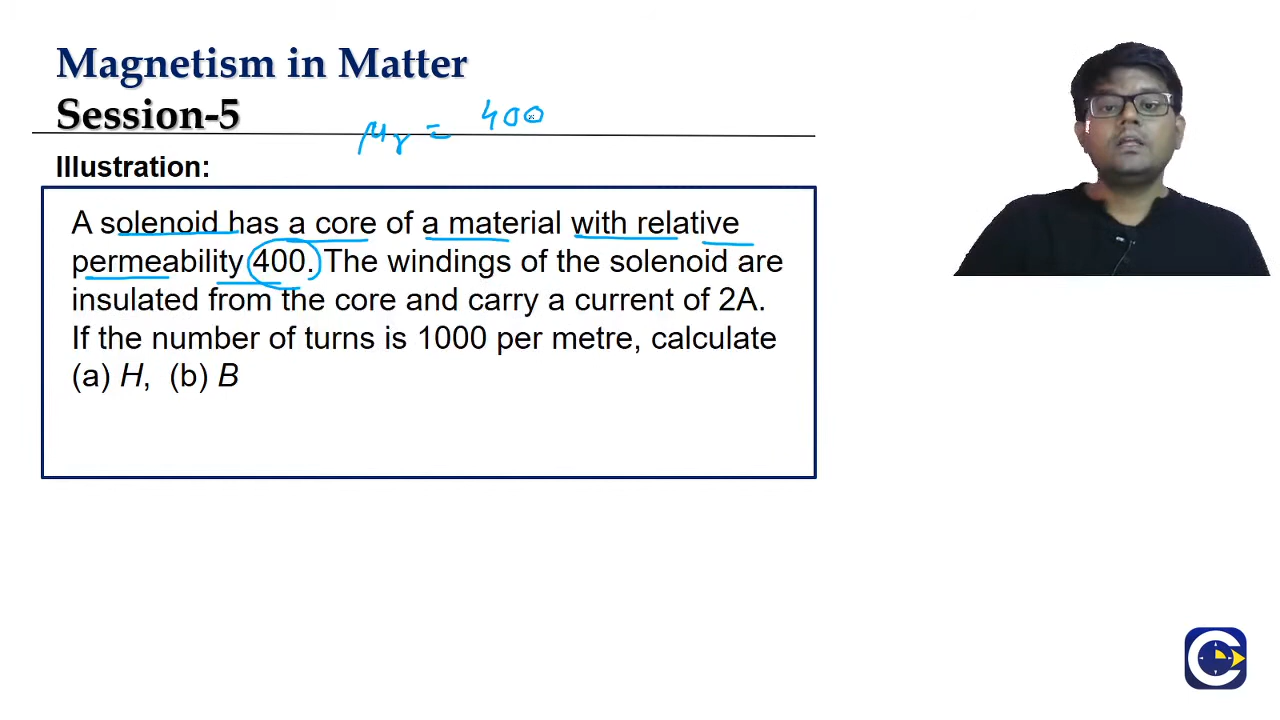 Magnetism in Matter
Session-5
μr = 400
Illustration:
A solenoid has a core of a material with relative
permeability 400. The windings of the solenoid are
insulated from the core and carry a current of 2A.
If the number of turns is 1000 per metre, calculate
(a) H, (b) B